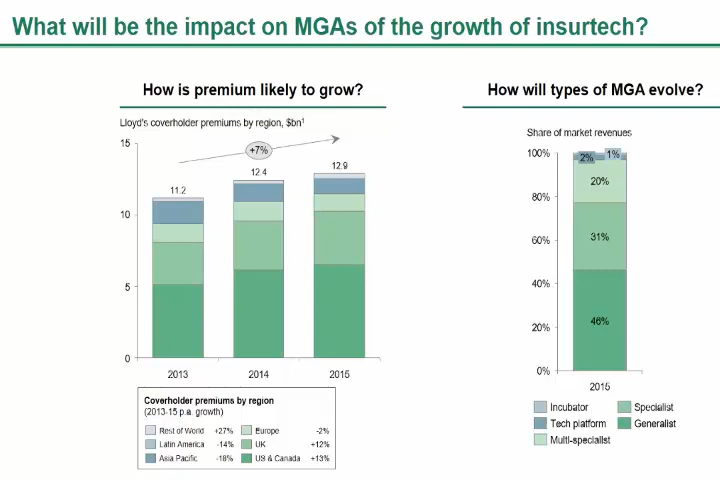 What will be the impact on MGAs of the growth of insurtech?
How is premium likely to grow?
Lloyd's coverholder premiums by region, $bn¹
15
10
5
0
+7%
11.2
12.4
12.9
2013
2014
2015
Coverholder premiums by region
(2013-15 p.a. growth)
Rest of World +27% Europe -2%
Latin America -14% UK +12%
Asia Pacific -18% US & Canada +13%
How will types of MGA evolve?
Share of market revenues
100%
80%
60%
40%
20%
0%
2% 1%
20%
31%
46%
2015
Incubator Specialist
Tech platform Generalist
Multi-specialist